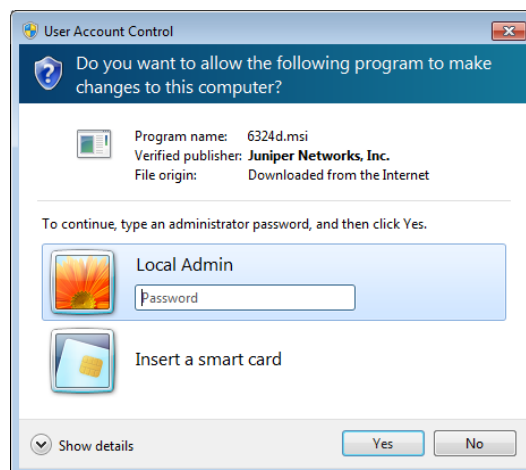 User Account Control
Do you want to allow the following program to make
changes to this computer?
Program name: 6324d.msi
Verified publisher: Juniper Networks, Inc.
File origin: Downloaded from the Internet
To continue, type an administrator password, and then click Yes.
Local Admin
Password
Insert a smart card
Show details
Yes
No